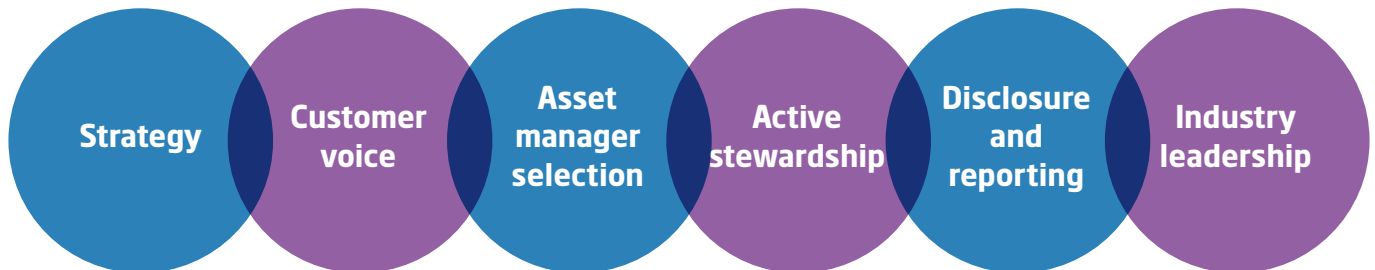 Strategy
Customer
voice
Asset
manager
selection
Active
stewardship
Disclosure
and
reporting
Industry
leadership